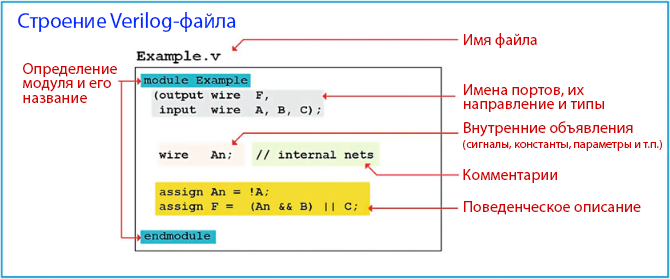 Строение Verilog-файла
Имя файла
Example.v
Определение
модуля и его
название
module Example
(output wire F,
input wire A, B, C);
Имена портов, их
направление и типы
Внутренние объявления
(сигналы, константы, параметры и т.п.)
wire An; // internal nets
Комментарии
assign An = !A;
assign F = (An && B) || C;
Поведенческое описание
endmodule